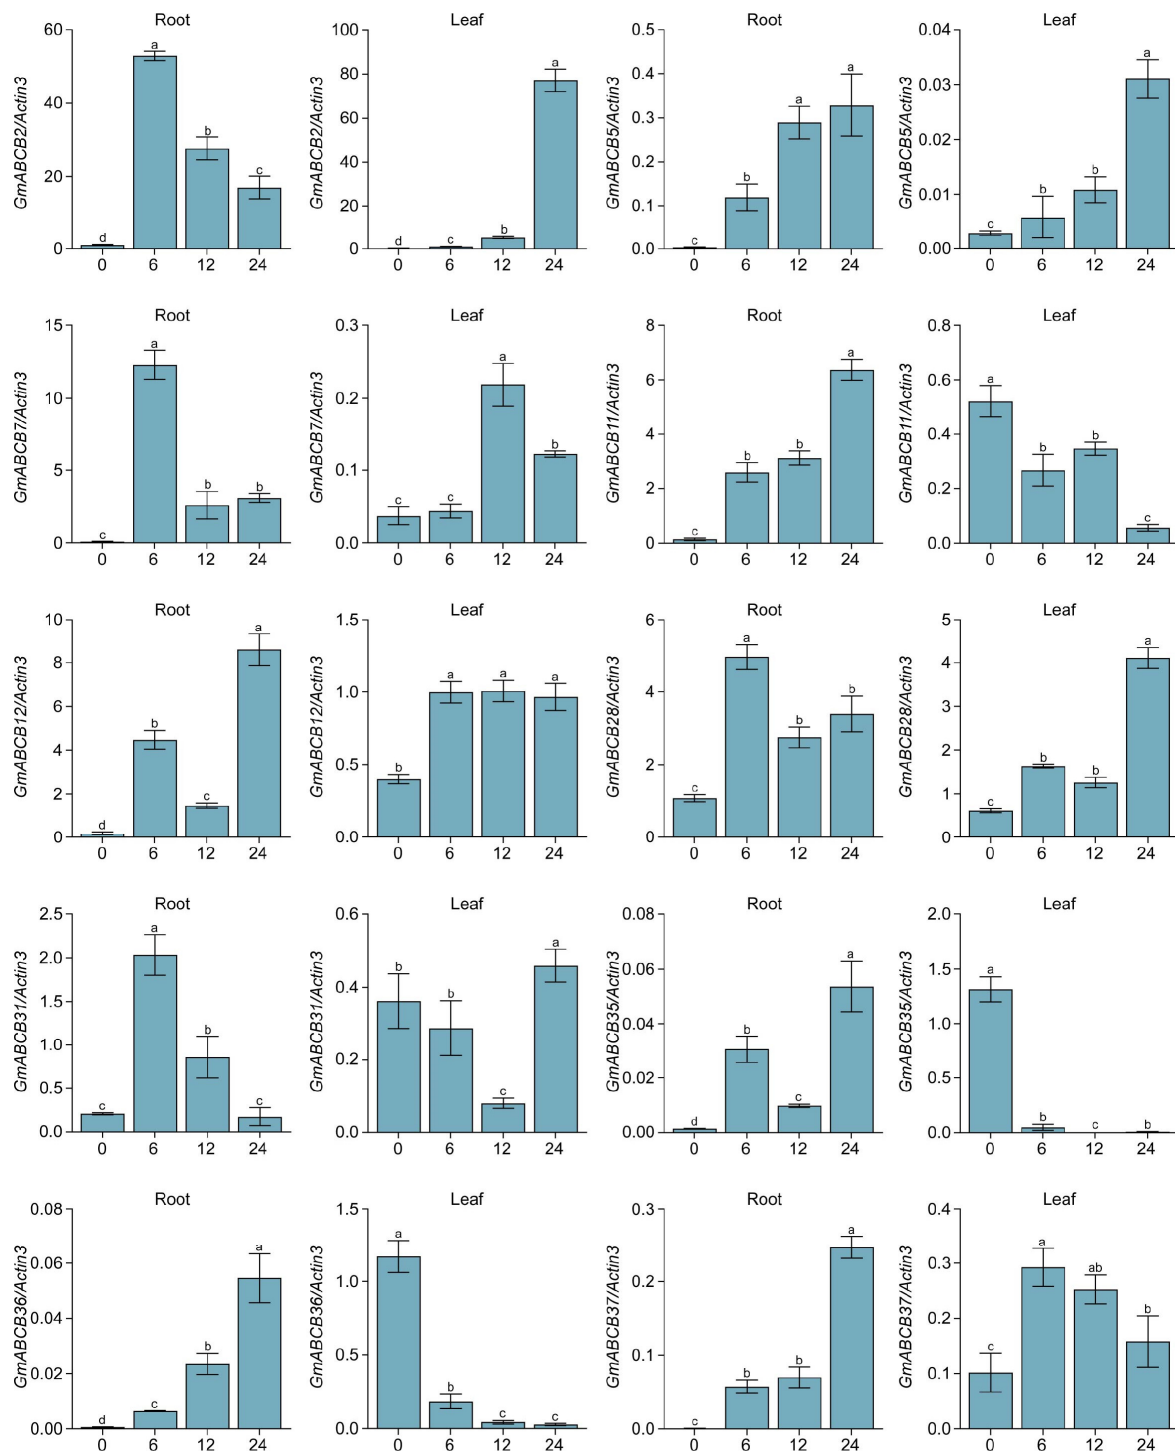 Root
Leaf
Root
Leaf
GmABCB2/Actin3
60
40
20
0
d
a
b
c
0 6 12 24
GmABCB2/Actin3
100
80
60
40
20
0
d
c
b
a
0 6 12 24
GmABCB5/Actin3
0.5
0.4
0.3
0.2
0.1
0.0
b
a
a
0 6 12 24
GmABCB5/Actin3
0.04
0.03
0.01
0.00
c
b
b
a
0 6 12 24
Root
Leaf
Root
Leaf
GmABCB7/Actin3
15
10
5
0
c
a
b
b
0 6 12 24
GmABCB7/Actin3
0.3
0.2
0.1
0.0
c
c
a
b
0 6 12 24
GmABCB11/Actin3
8
6
4
2
0
c
b
b
a
0 6 12 24
GmABCB11/Actin3
0.8
0.6
0.4
0.2
0.0
a
b
b
c
0 6 12 24
Root
Leaf
Root
Leaf
GmABCB12/Actin3
10
8
6
4
2
0
d
b
c
a
0 6 12 24
GmABCB12/Actin3
1.5
1.0
0.5
0.0
b
a
a
a
0 6 12 24
GmABCB28/Actin3
6
4
2
0
c
a
b
b
0 6 12 24
GmABCB28/Actin3
5
4
2
1
0
c
b
b
a
0 6 12 24
Root
Leaf
Root
Leaf
GmABCB31/Actin3
2.5
2.0
1.5
1.0
0.5
0.0
c
a
b
c
0 6 12 24
GmABCB31/Actin3
0.6
0.4
0.2
0.0
b
b
c
a
0 6 12 24
GmABCB35/Actin3
0.08
0.06
0.04
0.02
0.00
d
b
c
a
0 6 12 24
GmABCB35/Actin3
2.0
1.5
1.0
0.5
0.0
a
b
c
b
0 6 12 24
Root
Leaf
Root
Leaf
GmABCB36/Actin3
0.08
0.06
0.04
0.02
0.00
d
c
b
a
0 6 12 24
GmABCB36/Actin3
1.5
1.0
0.5
0.0
a
b
c
c
0 6 12 24
GmABCB37/Actin3
0.3
0.2
0.1
0.0
c
b
b
a
0 6 12 24
GmABCB37/Actin3
0.4
0.3
0.2
0.1
0.0
c
a
ab
b
0 6 12 24